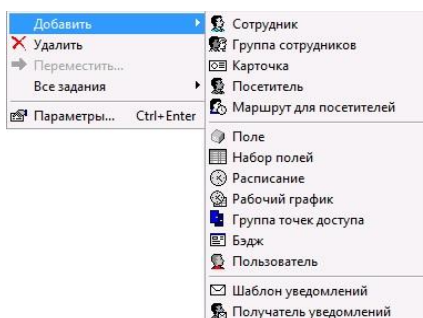 Добавить
Удалить
Переместить...
Все задания
Параметры... Ctrl+Enter
Сотрудник
Группа сотрудников
Карточка
Посетитель
Маршрут для посетителей
Поле
Набор полей
Расписание
Рабочий график
Группа точек доступа
Бэдж
Пользователь
Шаблон уведомлений
Получатель уведомлений